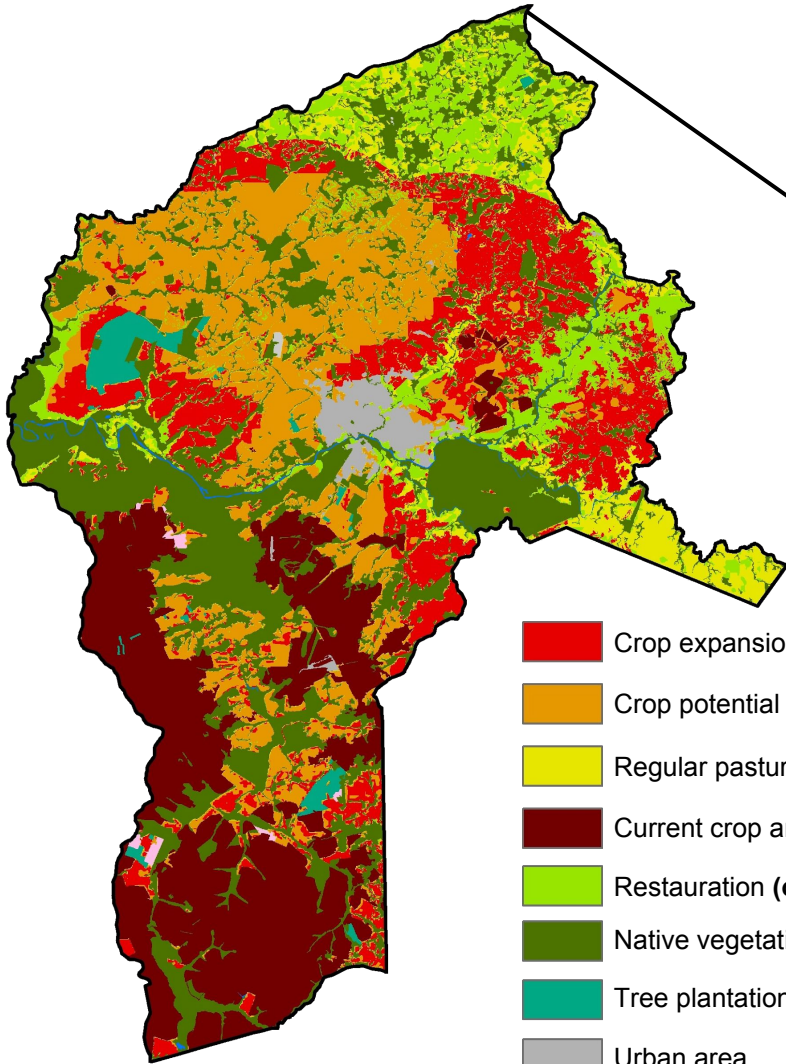 Crop expansio
Crop potential
Regular pastur
Current crop ar
Restauration (c
Native vegetati
Tree plantation
Urban area